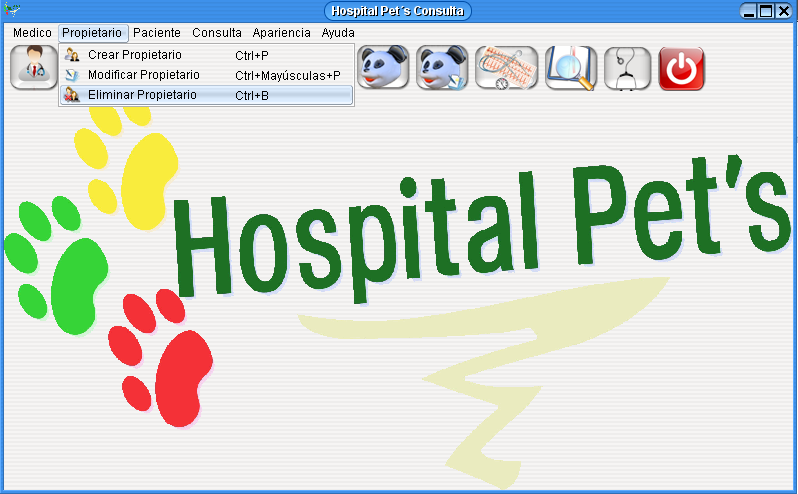 Hospital Pet´s Consulta
Medico Propietario Paciente Consulta Apariencia Ayuda
Crear Propietario Ctrl+P
Modificar Propietario Ctrl+Mayúsculas+P
Eliminar Propietario Ctrl+B
Hospital Pet's